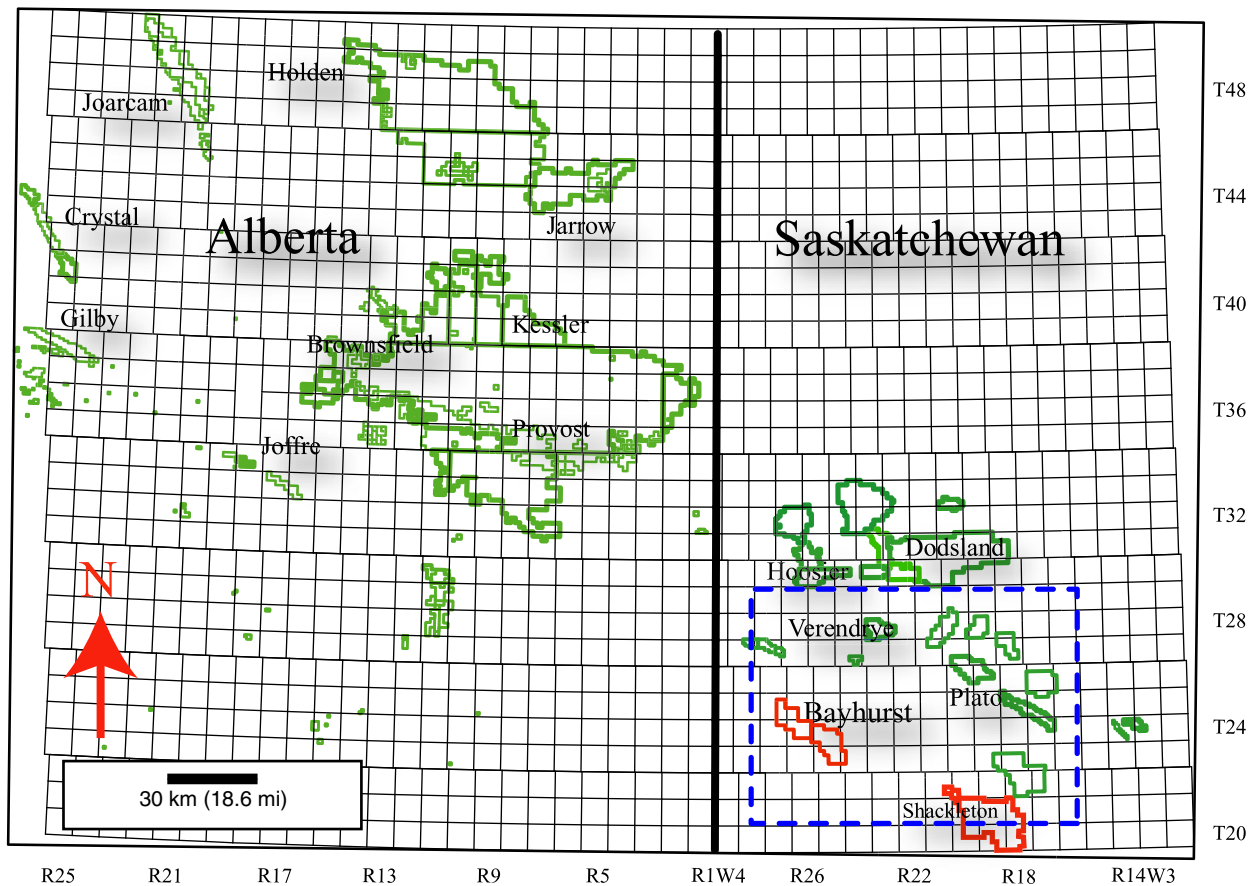 Holden
T48
Joarcam
T44
Crystal
Jarrow
Alberta
Saskatchewan
T40
Gilby
Kessler
Brownsfield
T36
Provost
Joffre
T32
Dodsland
N
Hoosier
T28
Verendrye
Plato
Bayhurst
T24
30 km (18.6 mi)
Shackleton
T20
R25 R21 R17 R13 R9 R5 R1W4 R26 R22 R18 R14W3